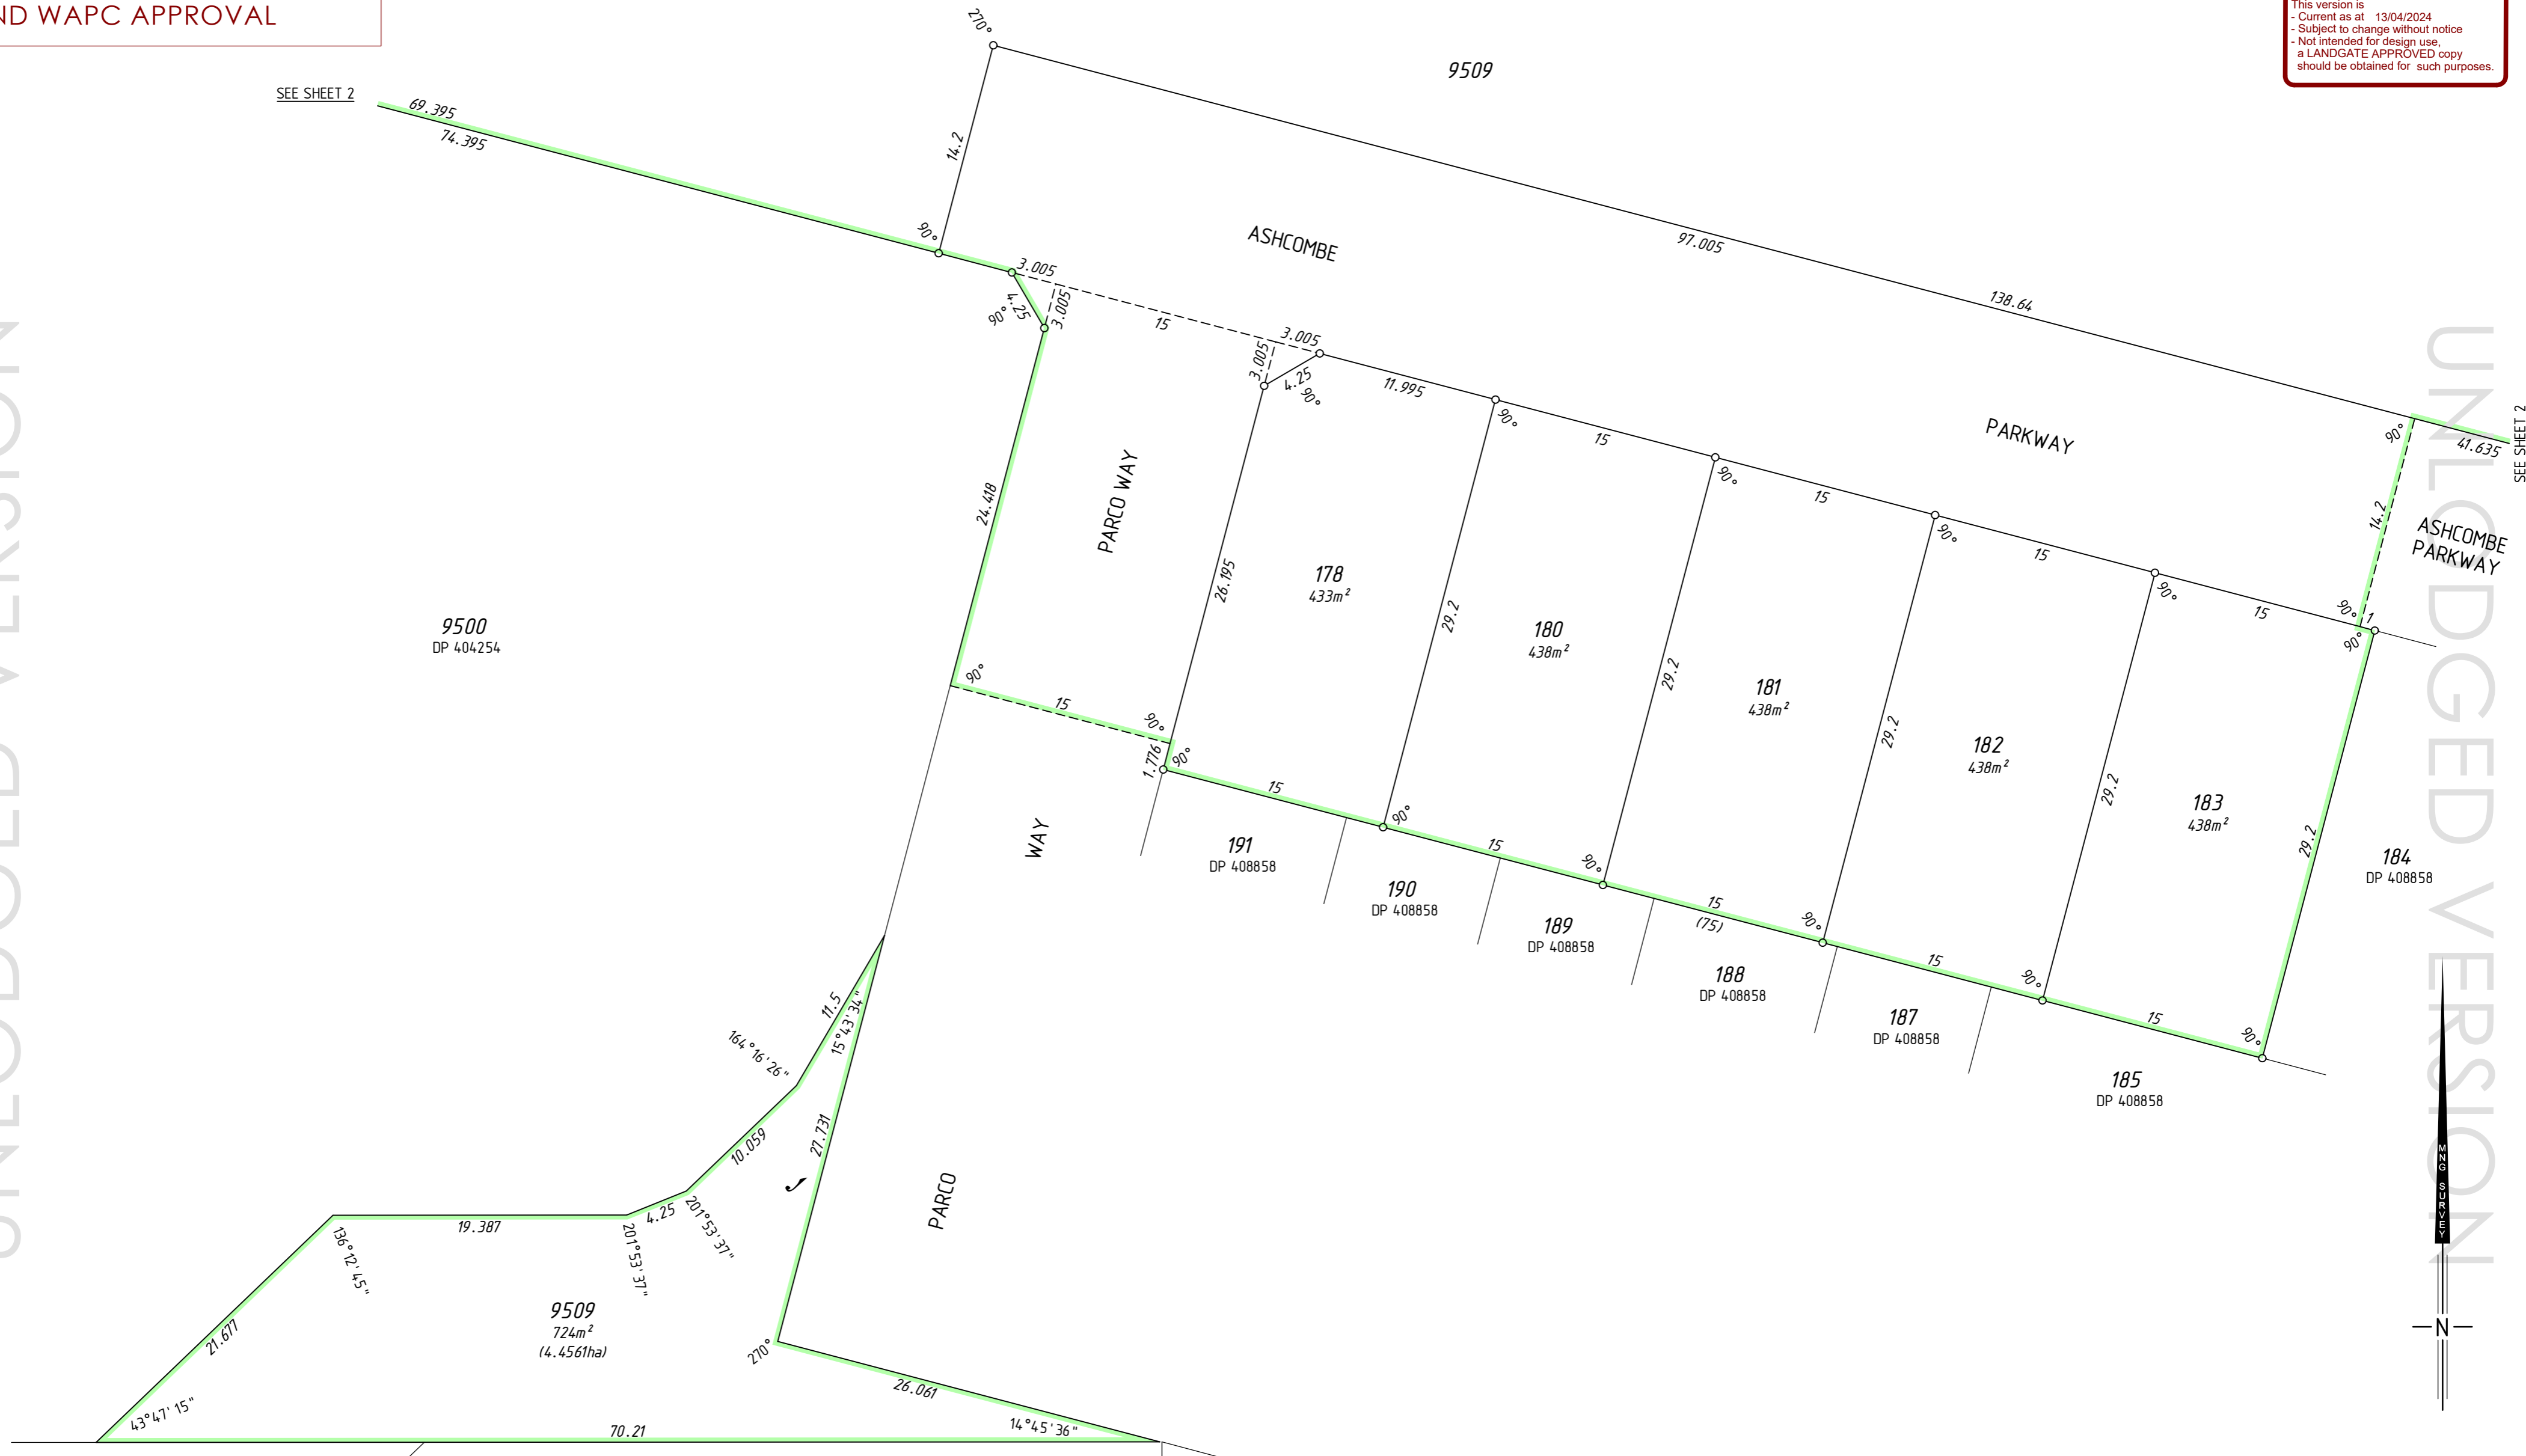 ND WAPC APPROVAL
This version is
- Current as at 13/04/2024
- Subject to change without notice
- Not intended for design use,
a LANDGATE APPROVED copy
should be obtained for such purposes.
270°
9509
SEE SHEET 2
69.395
74.395
14.2
90°
ASHCOMBE
97.005
138.64
3.005
4.25
3.005
90°
15
3.005
3.005
4.25
90°
11.995
90°
15
90°
15
90°
15
90°
15
PARKWAY
90°
41.635
SEE SHEET 2
14.2
ASHCOMBE
PARKWAY
90°
1
90°
24.418
PARCO WAY
26.195
178
433m²
29.2
180
438m²
29.2
181
438m²
29.2
182
438m²
29.2
183
438m²
29.2
184
DP 408858
9500
DP 404254
90°
15
90°
1.776
90°
15
90°
15
90°
15
(75)
90°
15
90°
15
90°
WAY
191
DP 408858
190
DP 408858
189
DP 408858
188
DP 408858
187
DP 408858
185
DP 408858
11.5
15°43'34"
164°16'26"
10.059
27.731
PARCO
19.387
4.25
201°53'37"
201°53'37"
136°12'45"
9509
724m²
(4.4561ha)
21.677
43°47'15"
270°
26.061
14°45'36"
70.21
MNG SURVEY
N
UNLODGED VERSION
UNLODGED VERSION